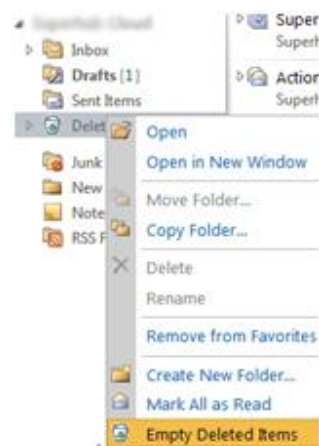 Inbox
Drafts [1]
Sent Items
Delet
Junk
New
Note
RSS F
Super
Superh
Action
Superh
Open
Open in New Window
Move Folder...
Copy Folder...
Delete
Rename
Remove from Favorites
Create New Folder...
Mark All as Read
Empty Deleted Items